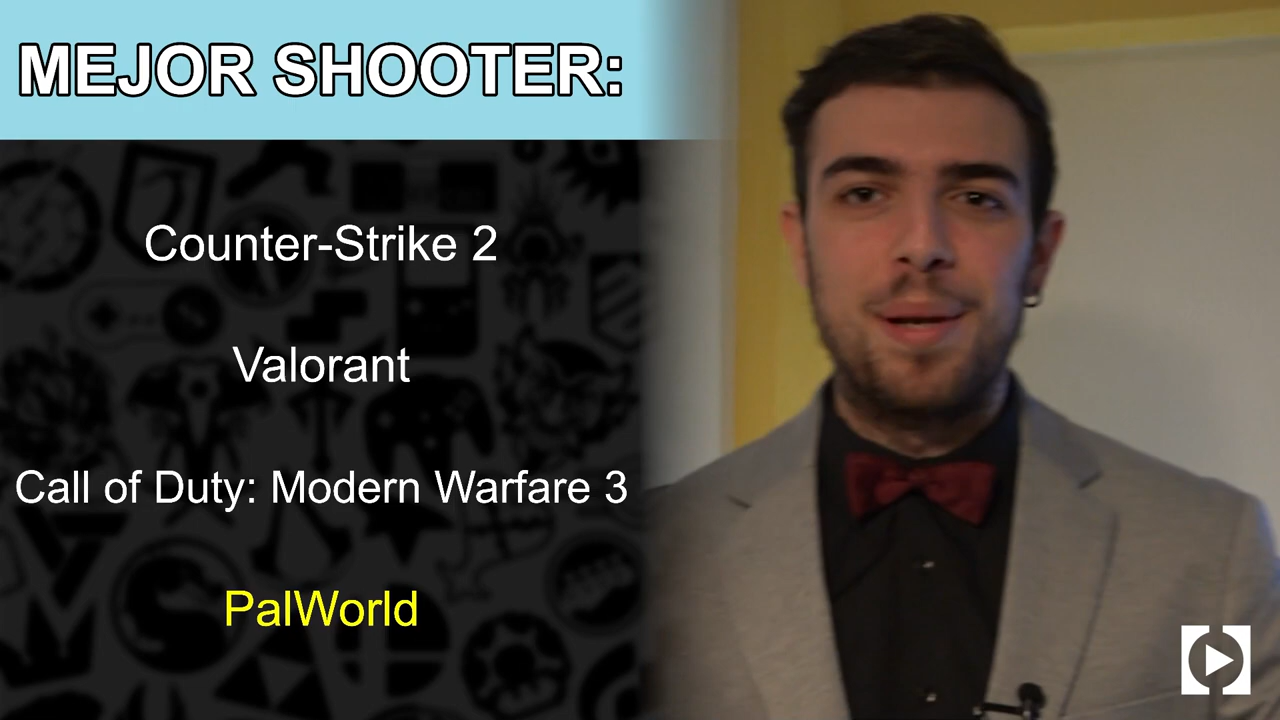 MEJOR SHOOTER:
Counter-Strike 2
Valorant
Call of Duty: Modern Warfare 3
PalWorld